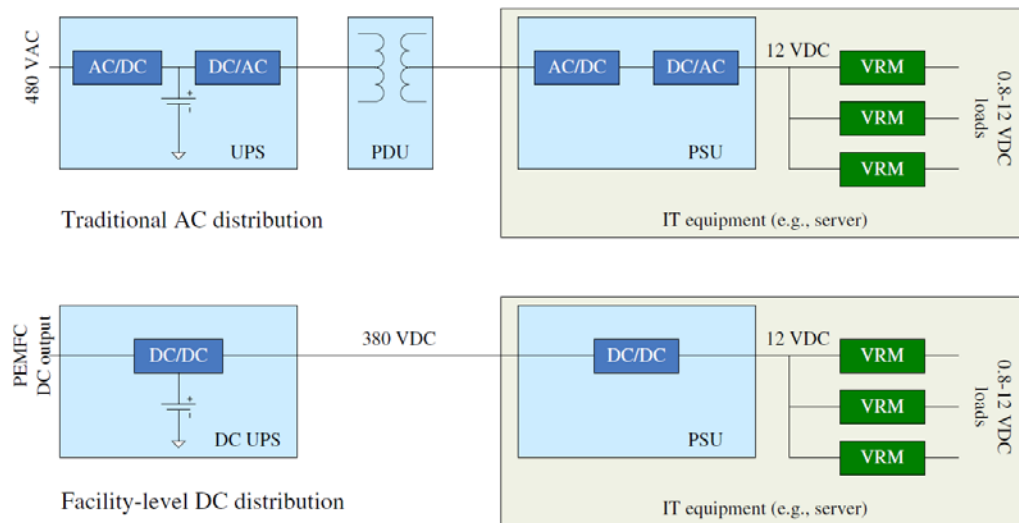 480 VAC
AC/DC
DC/AC
+
-
UPS
PDU
AC/DC
DC/AC
PSU
12 VDC
VRM
VRM
VRM
0.8-12 VDC
loads
IT equipment (e.g., server)
Traditional AC distribution
PEMFC
DC output
DC/DC
+
-
DC UPS
380 VDC
DC/DC
PSU
12 VDC
VRM
VRM
VRM
0.8-12 VDC
loads
IT equipment (e.g., server)
Facility-level DC distribution